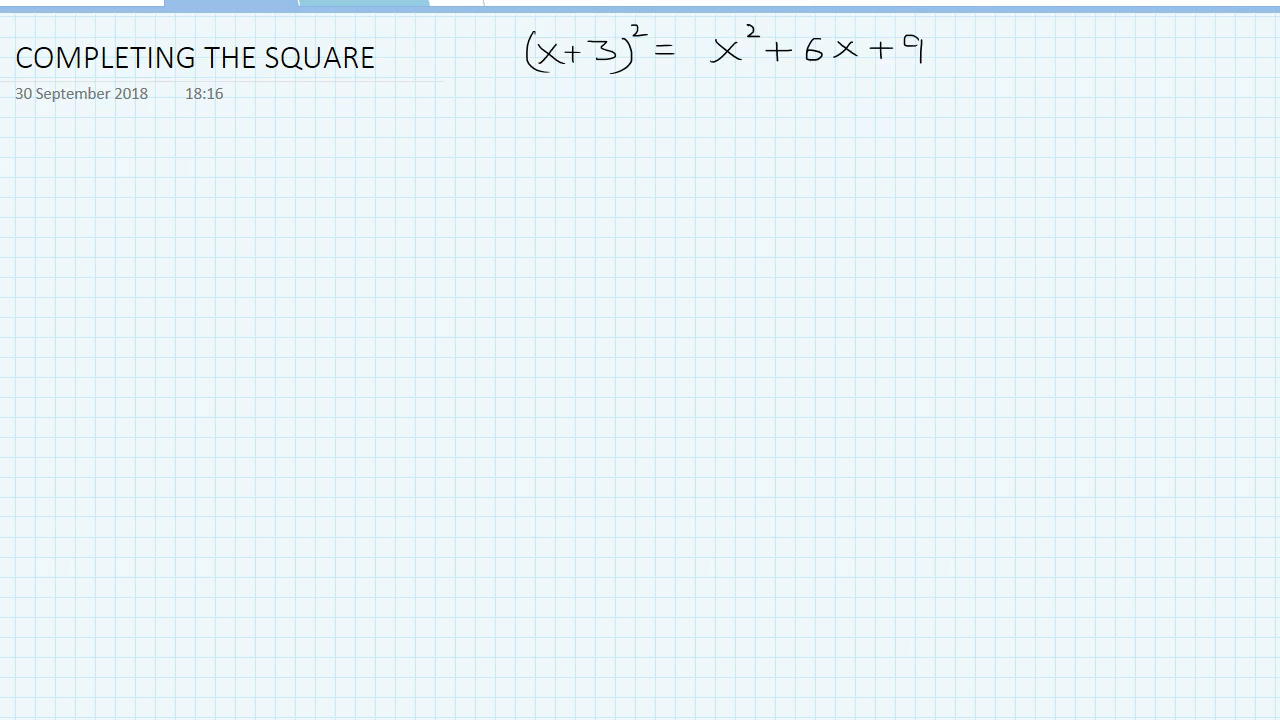 COMPLETING THE SQUARE
30 September 2018 18:16
(x+3)² = x² + 6x + 9